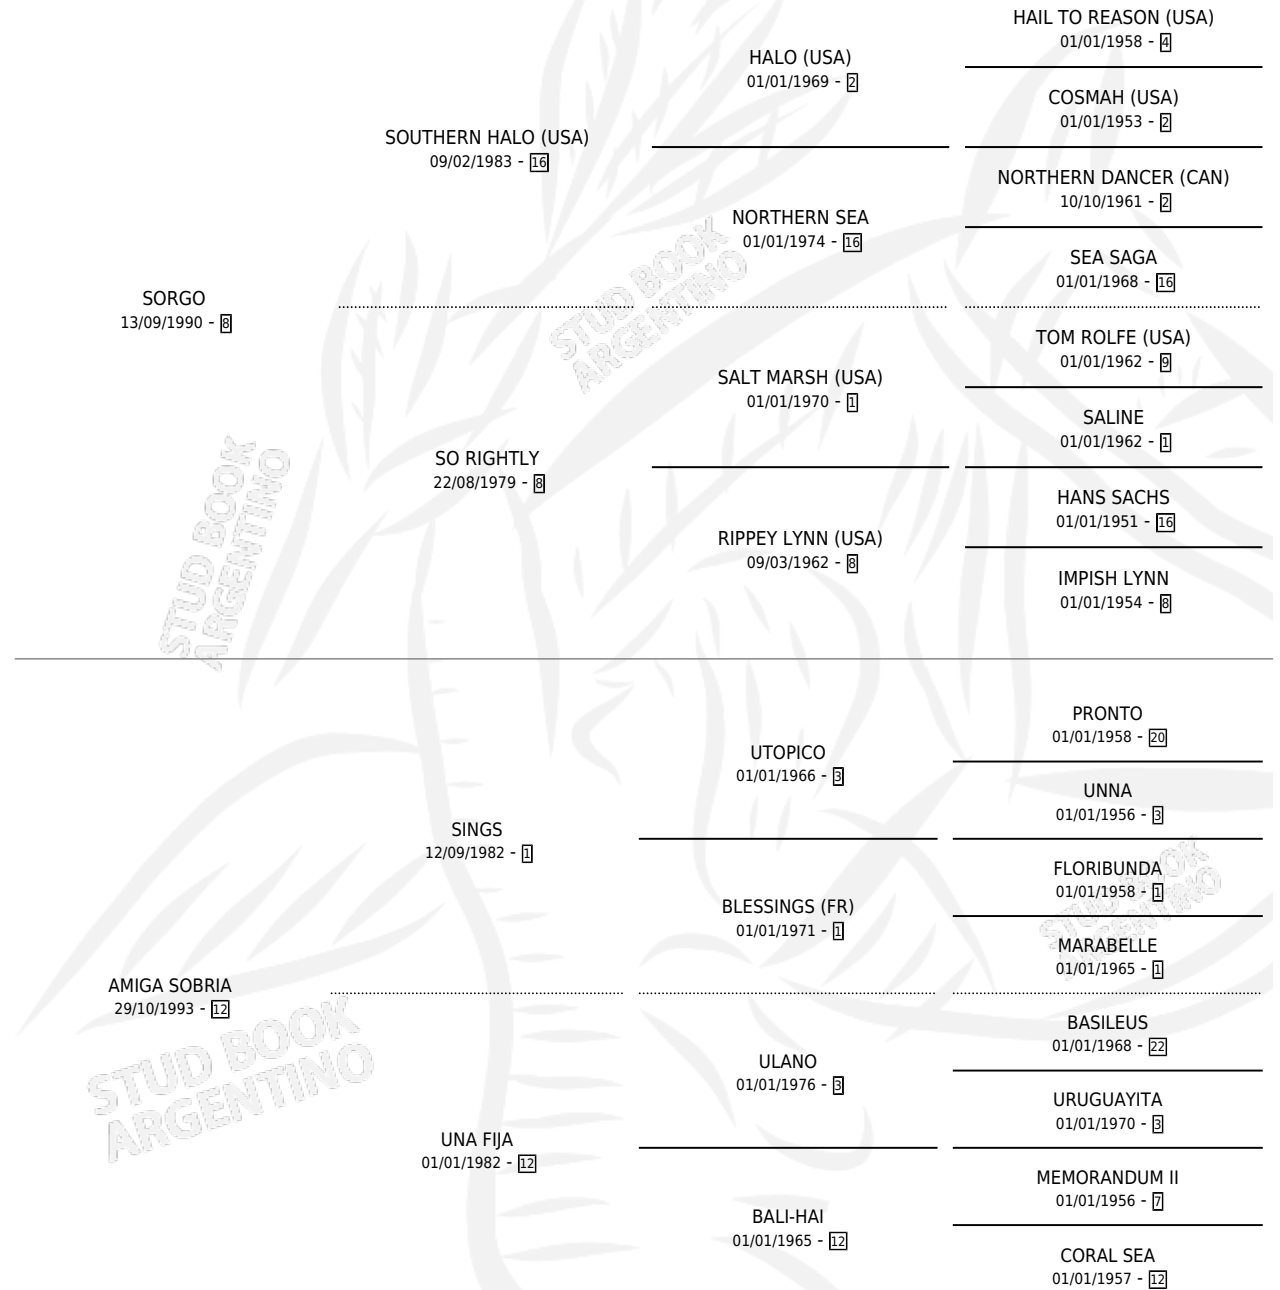 HAIL TO REASON (USA)
01/01/1958 - 4
HALO (USA)
01/01/1969 - 2
COSMAH (USA)
01/01/1953 - 2
SOUTHERN HALO (USA)
09/02/1983 - 16
NORTHERN DANCER (CAN)
10/10/1961 - 2
NORTHERN SEA
01/01/1974 - 16
SEA SAGA
01/01/1968 - 16
SORGO
13/09/1990 - 8
TOM ROLFE (USA)
01/01/1962 - 9
SALT MARSH (USA)
01/01/1970 - 1
SALINE
01/01/1962 - 1
SO RIGHTLY
22/08/1979 - 8
HANS SACHS
01/01/1951 - 16
RIPPEY LYNN (USA)
09/03/1962 - 8
IMPISH LYNN
01/01/1954 - 8
PRONTO
01/01/1958 - 20
UTOPICO
01/01/1966 - 3
UNNA
01/01/1956 - 3
SINGS
12/09/1982 - 1
FLORIBUNDA
01/01/1958 - 1
BLESSINGS (FR)
01/01/1971 - 1
MARABELLE
01/01/1965 - 1
AMIGA SOBRIA
29/10/1993 - 12
BASILEUS
01/01/1968 - 22
ULANO
01/01/1976 - 3
URUGUAYITA
01/01/1970 - 3
UNA FIJA
01/01/1982 - 12
MEMORANDUM II
01/01/1956 - 7
BALI-HAI
01/01/1965 - 12
CORAL SEA
01/01/1957 - 12
STUD BOOK
ARGENTINO
STUD BOOK
ARGENTINO
STUD BOOK
ARGENTINO
STUD BOOK
ARGENTINO